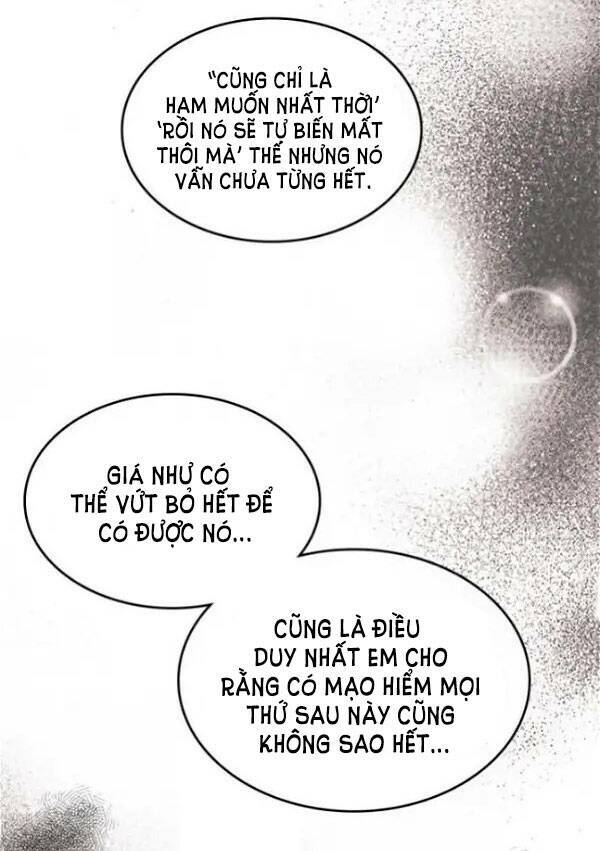 “CŨNG CHỈ LÀ
HAM MUỐN NHẤT THỜI’
‘RỒI NÓ SẼ TỰ BIẾN MẤT
THÔI MÀ’ THẾ NHƯNG NÓ
VẪN CHƯA TỪNG HẾT.
GIÁ NHƯ CÓ
THỂ VỨT BỎ HẾT ĐỂ
CÓ ĐƯỢC NÓ...
CŨNG LÀ ĐIỀU
DUY NHẤT EM CHO
RẰNG CÓ MẠO HIỂM MỌI
THỨ SAU NÀY CŨNG
KHÔNG SAO HẾT...